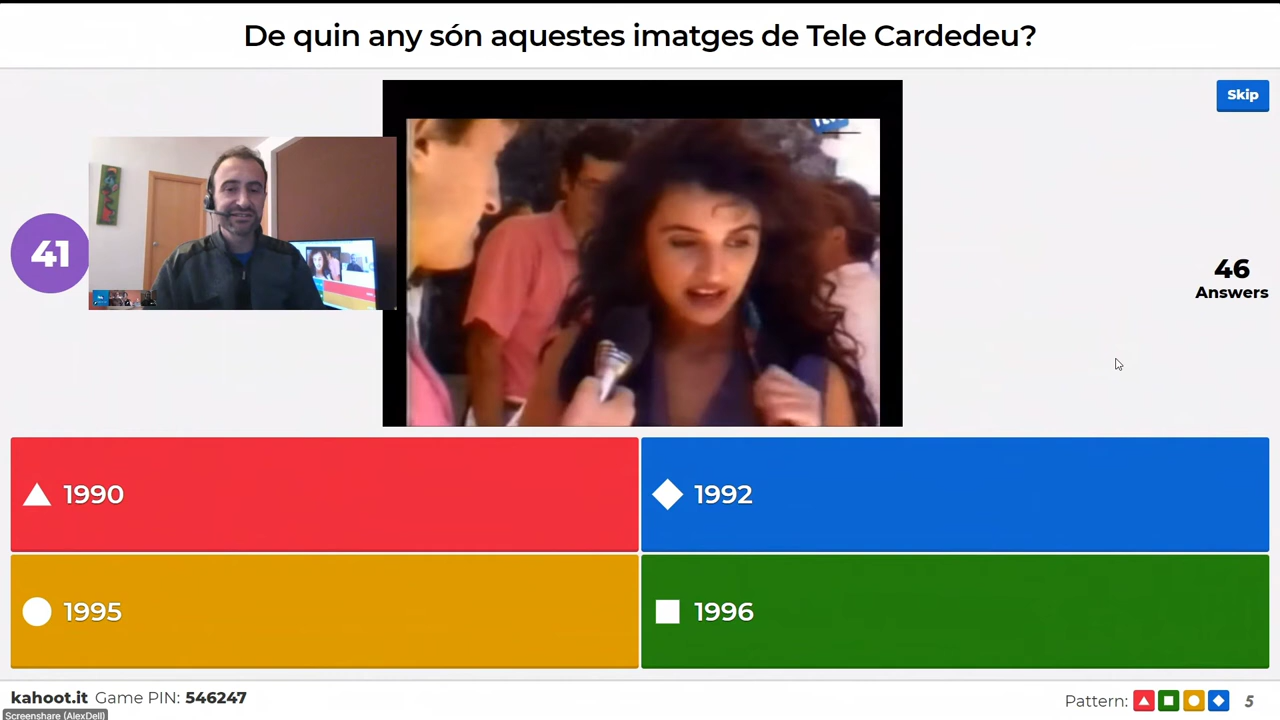 De quin any són aquestes imatges de Tele Cardedeu?
Skip
41
46
Answers
1990
1992
1995
1996
kahoot.it Game PIN: 546247
Pattern: 5
Screenshare (AlexDell)